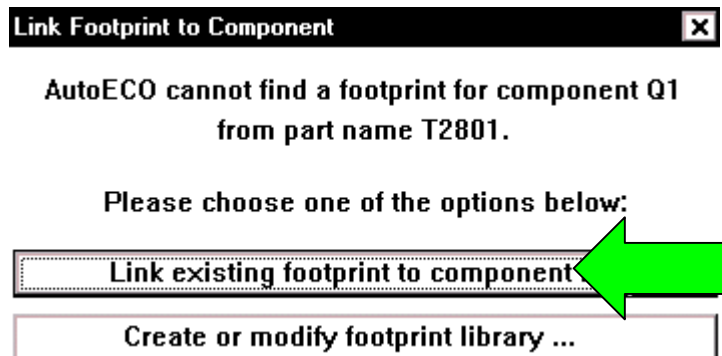 Link Footprint to Component
AutoECO cannot find a footprint for component Q1
from part name T2801.
Please choose one of the options below:
Link existing footprint to component
Create or modify footprint library ...